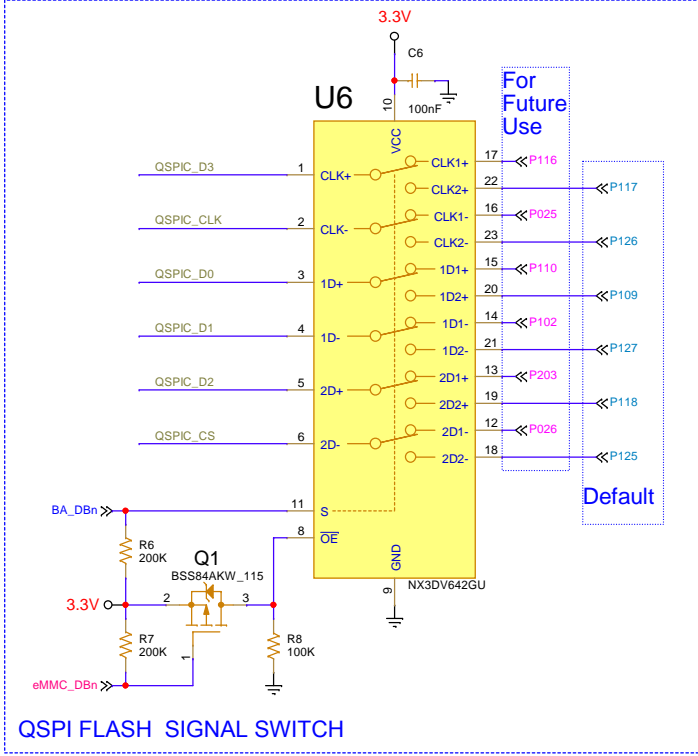 3.3V
C6
100nF
U6
10
VCC
For
Future
Use
QSPIC_D3
1
CLK+
CLK1+
17
P116
CLK2+
22
P117
QSPIC_CLK
2
CLK-
CLK1-
16
P025
CLK2-
23
P126
QSPIC_D0
3
1D+
1D1+
15
P110
1D2+
20
P109
QSPIC_D1
4
1D-
1D1-
14
P102
1D2-
21
P127
QSPIC_D2
5
2D+
2D1+
13
P203
2D2+
19
P118
QSPIC_CS
6
2D-
2D1-
12
P026
2D2-
18
P125
Default
BA_DBn
11
S
8
OE
GND
9
NX3DV642GU
R6
200K
Q1
BSS84AKW_115
3.3V
2
3
1
R7
200K
R8
100K
eMMC_DBn
QSPI FLASH SIGNAL SWITCH